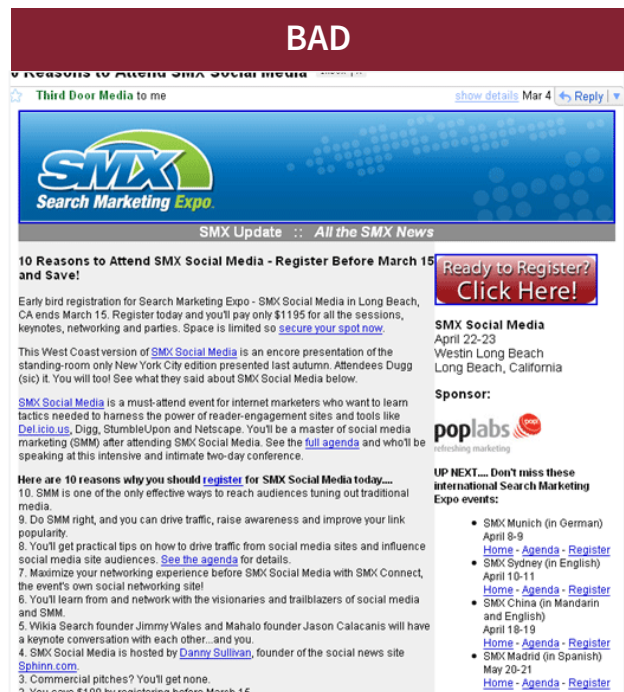 BAD
6 Reasons to Attend SMX Social Media
Third Door Media to me
show details Mar 4 Reply
SMX
Search Marketing Expo.
SMX Update :: All the SMX News
10 Reasons to Attend SMX Social Media - Register Before March 15
and Save!
Early bird registration for Search Marketing Expo - SMX Social Media in Long Beach,
CA ends March 15. Register today and you'll pay only $1195 for all the sessions,
keynotes, networking and parties. Space is limited so secure your spot now.
This West Coast version of SMX Social Media is an encore presentation of the
standing-room only New York City edition presented last autumn. Attendees Dugg
(sic) it. You will too! See what they said about SMX Social Media below.
SMX Social Media is a must-attend event for internet marketers who want to learn
tactics needed to harness the power of reader-engagement sites and tools like
Del.icio.us, Digg, StumbleUpon and Netscape. You'll be a master of social media
marketing (SMM) after attending SMX Social Media. See the full agenda and who'll be
speaking at this intensive and intimate two-day conference.
Here are 10 reasons why you should register for SMX Social Media today....
10. SMM is one of the only effective ways to reach audiences tuning out traditional
media.
9. Do SMM right, and you can drive traffic, raise awareness and improve your link
popularity.
8. You'll get practical tips on how to drive traffic from social media sites and influence
social media site audiences. See the agenda for details.
7. Maximize your networking experience before SMX Social Media with SMX Connect,
the event's own social networking site!
6. You'll learn from and network with the visionaries and trailblazers of social media
and SMM.
5. Wikia Search founder Jimmy Wales and Mahalo founder Jason Calacanis will have
a keynote conversation with each other...and you.
4. SMX Social Media is hosted by Danny Sullivan, founder of the social news site
Sphinn.com.
3. Commercial pitches? You'll get none.
2. You save $100 by registering before March 15.
Ready to Register?
Click Here!
SMX Social Media
April 22-23
Westin Long Beach
Long Beach, California
Sponsor:
poplabs pop
refreshing marketing
UP NEXT.... Don't miss these
international Search Marketing
Expo events:
• SMX Munich (in German)
April 8-9
Home - Agenda - Register
• SMX Sydney (in English)
April 10-11
Home - Agenda - Register
• SMX China (in Mandarin
and English)
April 18-19
Home - Agenda - Register
• SMX Madrid (in Spanish)
May 20-21
Home - Agenda - Register